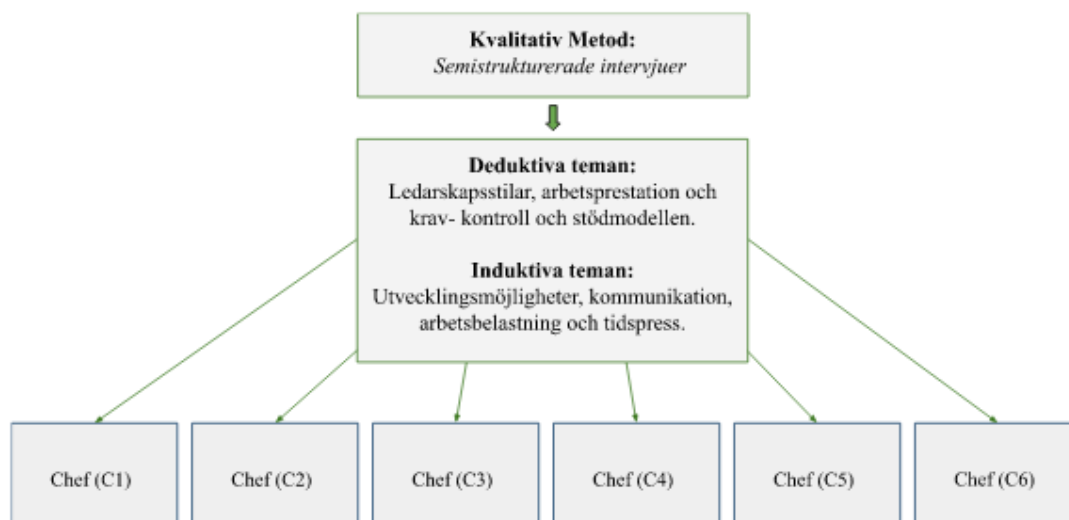 Kvalitativ Metod:
Semistrukturerade intervjuer
Deduktiva teman:
Ledarskapsstilar, arbetsprestation och
krav- kontroll och stödmodellen.
Induktiva teman:
Utvecklingsmöjligheter, kommunikation,
arbetsbelastning och tidspress.
Chef (C1)
Chef (C2)
Chef (C3)
Chef (C4)
Chef (C5)
Chef (C6)